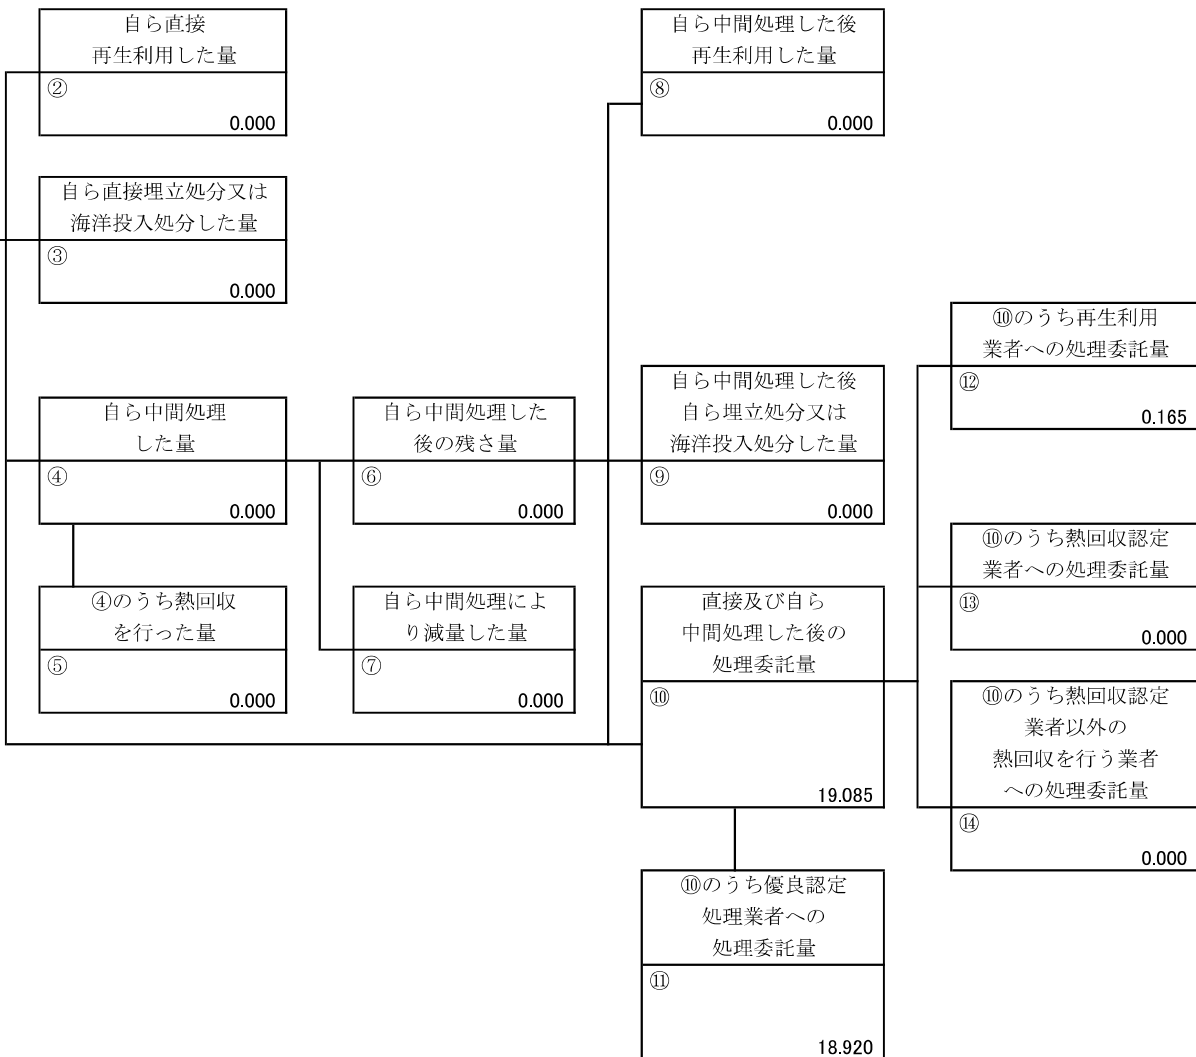 自ら直接
再生利用した量
②
0.000
自ら中間処理した後
再生利用した量
⑧
0.000
自ら直接埋立処分又は
海洋投入処分した量
③
0.000
⑩のうち再生利用
業者への処理委託量
⑫
0.165
自ら中間処理
した量
④
0.000
自ら中間処理した
後の残さ量
⑥
0.000
自ら中間処理した後
自ら埋立処分又は
海洋投入処分した量
⑨
0.000
⑩のうち熱回収認定
業者への処理委託量
⑬
0.000
④のうち熱回収
を行った量
⑤
0.000
自ら中間処理によ
り減量した量
⑦
0.000
直接及び自ら
中間処理した後の
処理委託量
⑩
19.085
⑩のうち熱回収認定
業者以外の
熱回収を行う業者
への処理委託量
⑭
0.000
⑩のうち優良認定
処理業者への
処理委託量
⑪
18.920